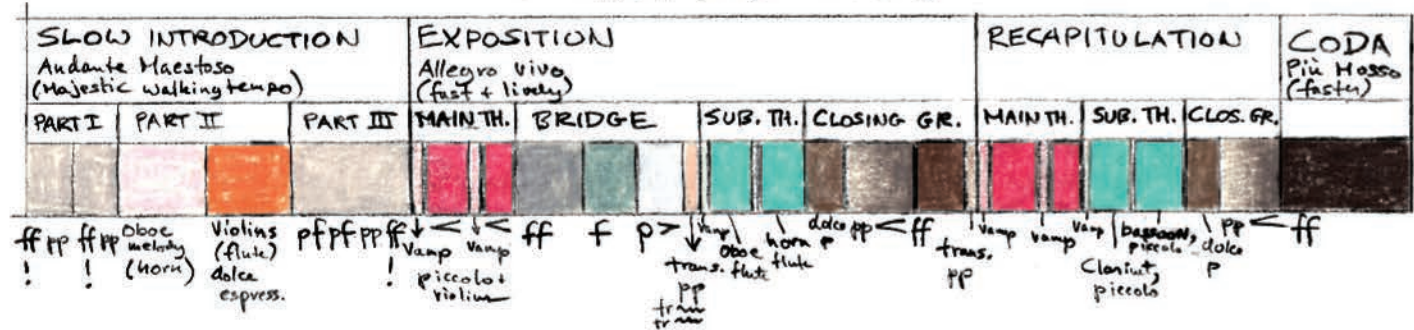 SLOW INTRODUCTION
Andante Maestoso
(Majestic walking tempo)
EXPOSITION
Allegro vivo
(fast + lively)
RECAPITULATION
CODA
Più Mosso
(faster)
PART I PART II PART III MAIN TH. BRIDGE SUB. TH. CLOSING GR. MAIN TH. SUB. TH. CLOS. GR.
ff pp ff pp
! !
Oboe
melody
(horn)
Violins
(flute)
dolce
espress.
pf pf pp ff
!
Vamp < Vamp <
piccolo +
violins
ff f p >
trans.
pp
tr
tr
Vamp
oboe
flute
horn
flute
dolce
p
pp < ff
trans.
pp
vamp
vamp
vamp
Clarinet,
piccolo
bassoon,
piccolo
dolce
p
pp < ff